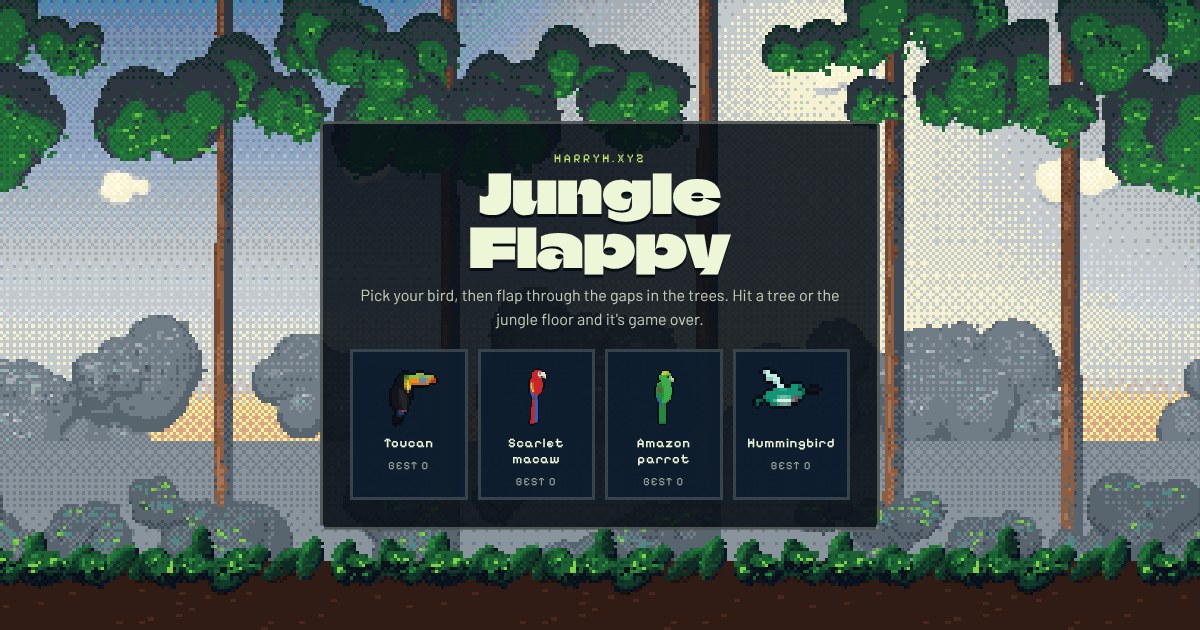 HARRYH.XYZ
Jungle
Flappy
Pick your bird, then flap through the gaps in the trees. Hit a tree or the
jungle floor and it's game over.
Toucan
BEST 0
Scarlet
macaw
BEST 0
Amazon
parrot
BEST 0
Hummingbird
BEST 0